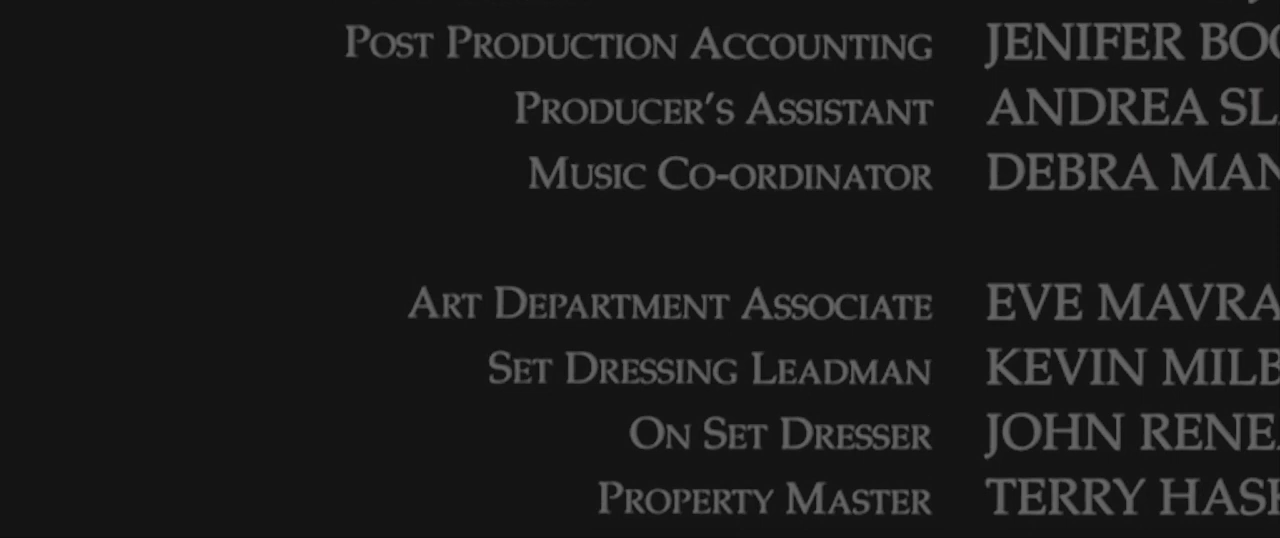 Post Production Accounting JENIFER
Producer's Assistant ANDREA
Music Co-ordinator DEBRA
Art Department Associate EVE
Set Dressing Leadman KEVIN
On Set Dresser JOHN
Property Master TERRY